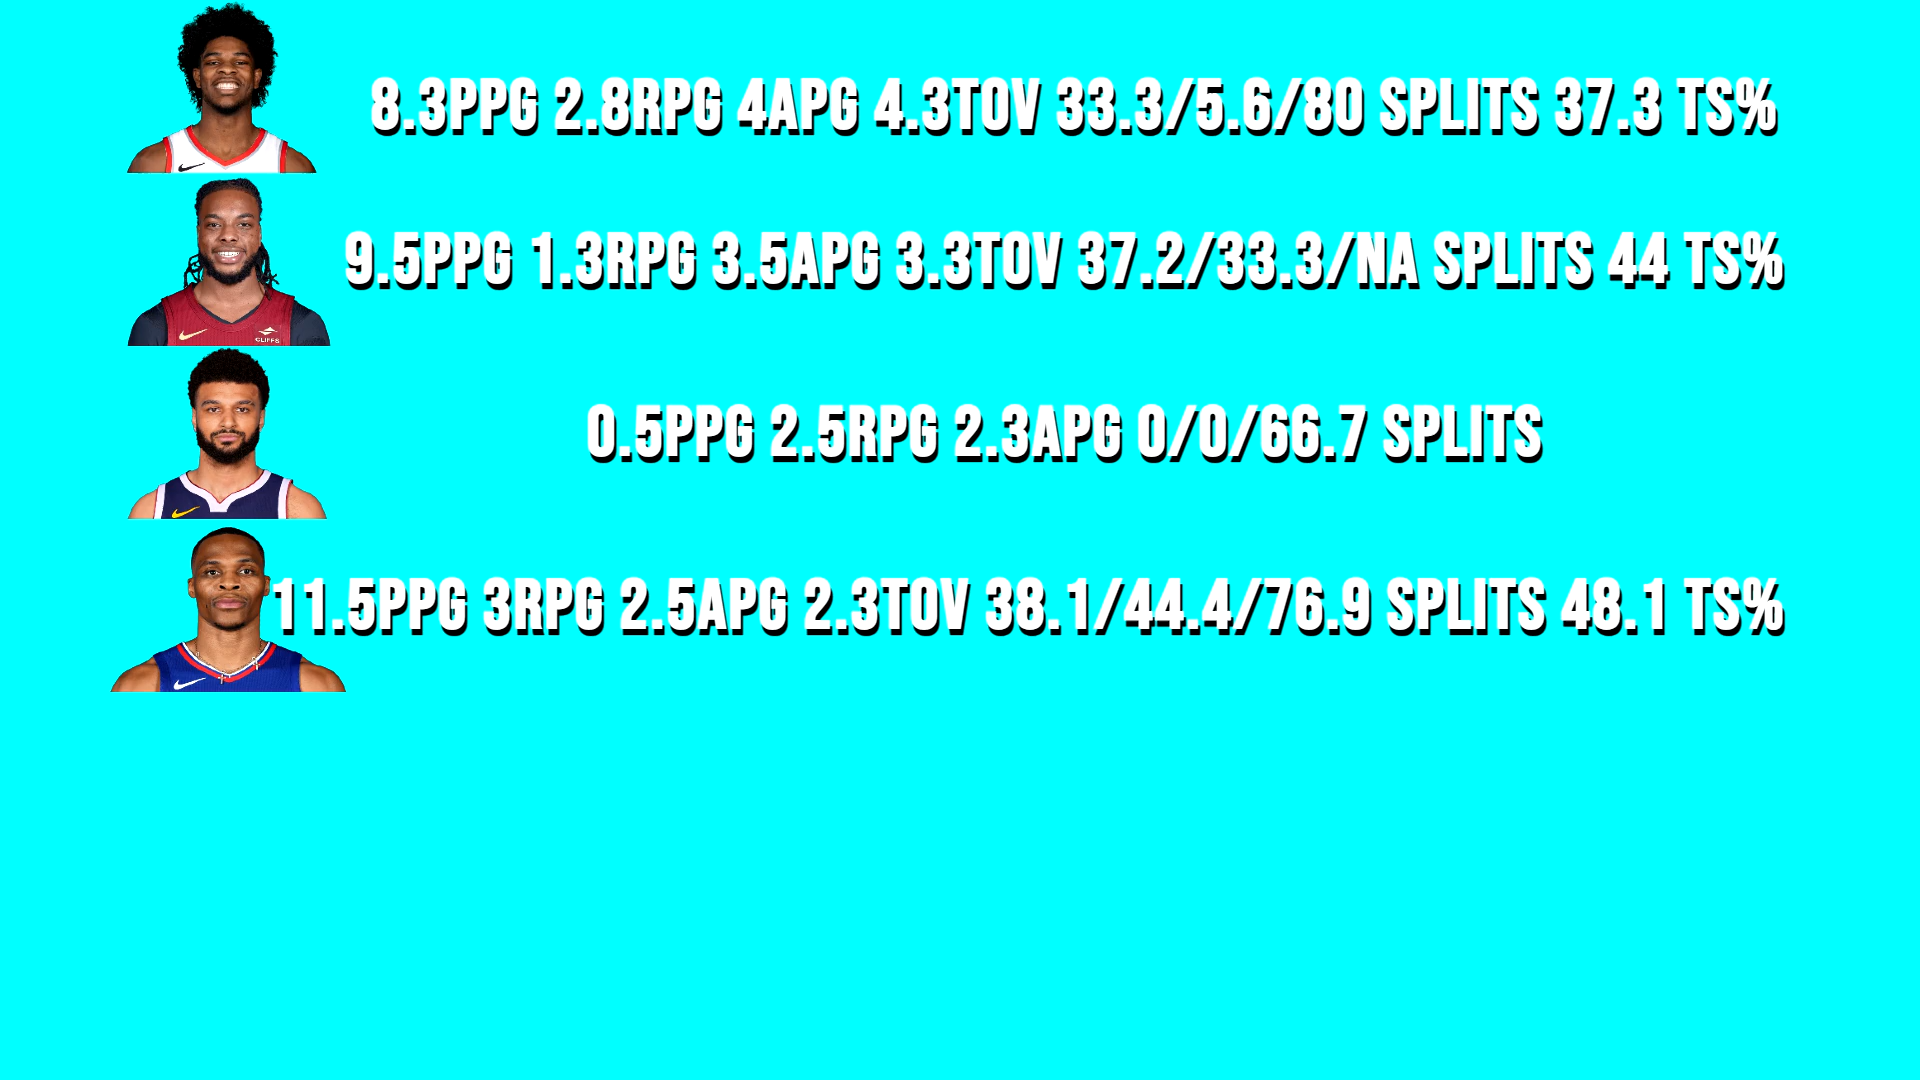 8.3PPG 2.8RPG 4APG 4.3TOV 33.3/5.6/80 SPLITS 37.3 TS%
CLIFFS
9.5PPG 1.3RPG 3.5APG 3.3TOV 37.2/33.3/NA SPLITS 44 TS%
0.5PPG 2.5RPG 2.3APG 0/0/66.7 SPLITS
11.5PPG 3RPG 2.5APG 2.3TOV 38.1/44.4/76.9 SPLITS 48.1 TS%